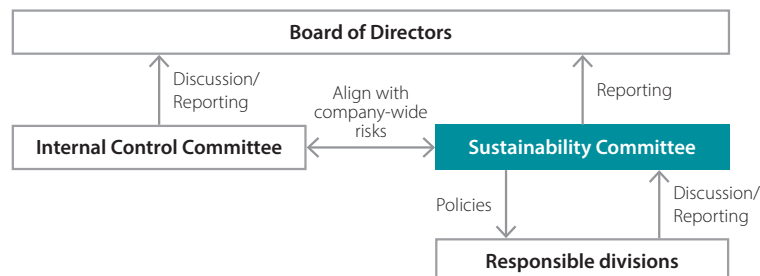 Board of Directors
Discussion/
Reporting
Align with
company-wide
risks
Reporting
Internal Control Committee
Sustainability Committee
Policies
Discussion/
Reporting
Responsible divisions